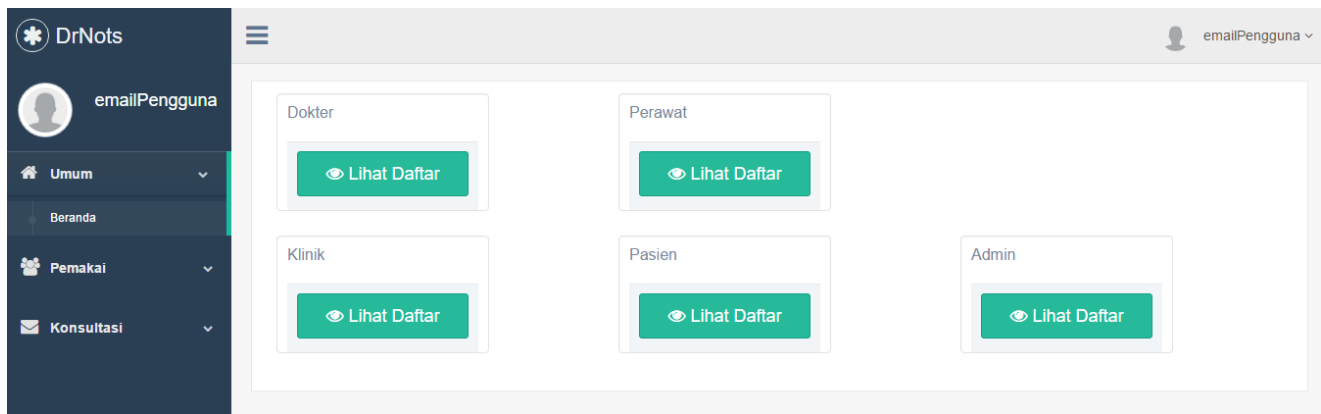 DrNots
emailPengguna
emailPengguna
Umum
Beranda
Pemakai
Konsultasi
Dokter
Lihat Daftar
Perawat
Lihat Daftar
Klinik
Lihat Daftar
Pasien
Lihat Daftar
Admin
Lihat Daftar